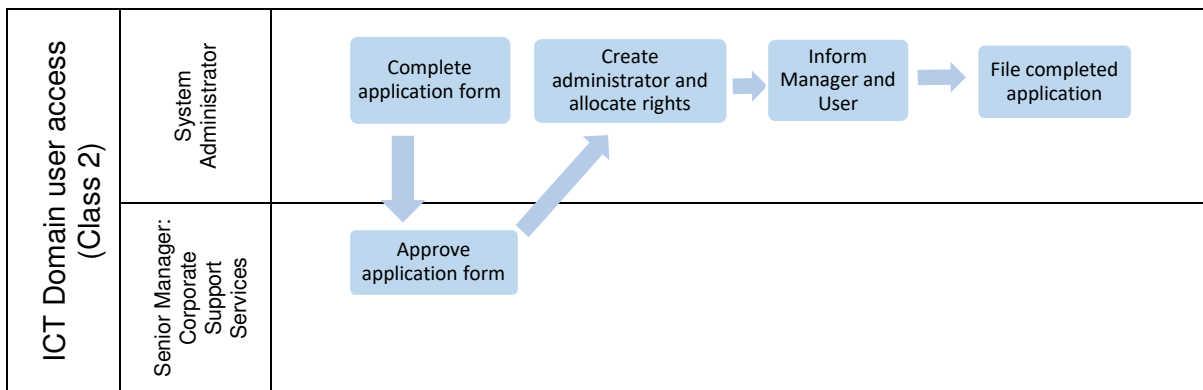 ICT Domain user access
(Class 2)
System
Administrator
Complete
application form
Create
administrator and
allocate rights
Inform
Manager and
User
File completed
application
Senior Manager:
Corporate
Support
Services
Approve
application form